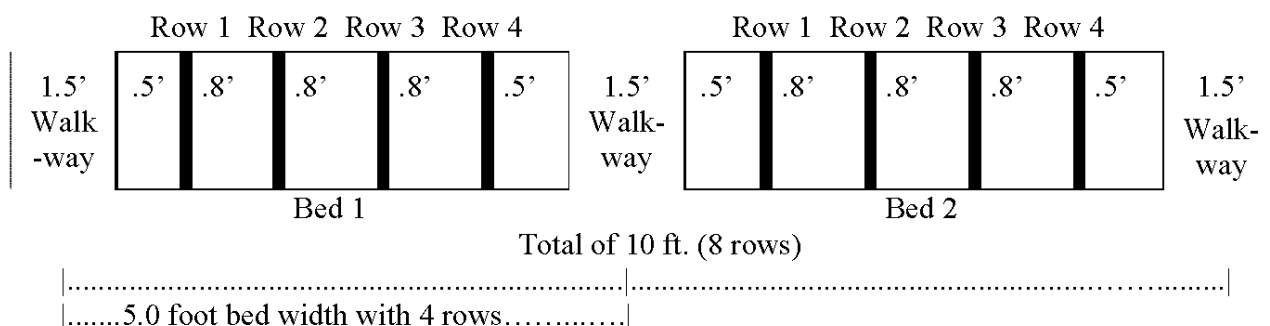 Row 1 Row 2 Row 3 Row 4 Row 1 Row 2 Row 3 Row 4
1.5’ .5’ .8’ .8’ .8’ .5’ 1.5’ .5’ .8’ .8’ .8’ .5’ 1.5’
Walk Walk- Walk-
-way way way
Bed 1 Bed 2
Total of 10 ft. (8 rows)
|.......5.0 foot bed width with 4 rows.............|